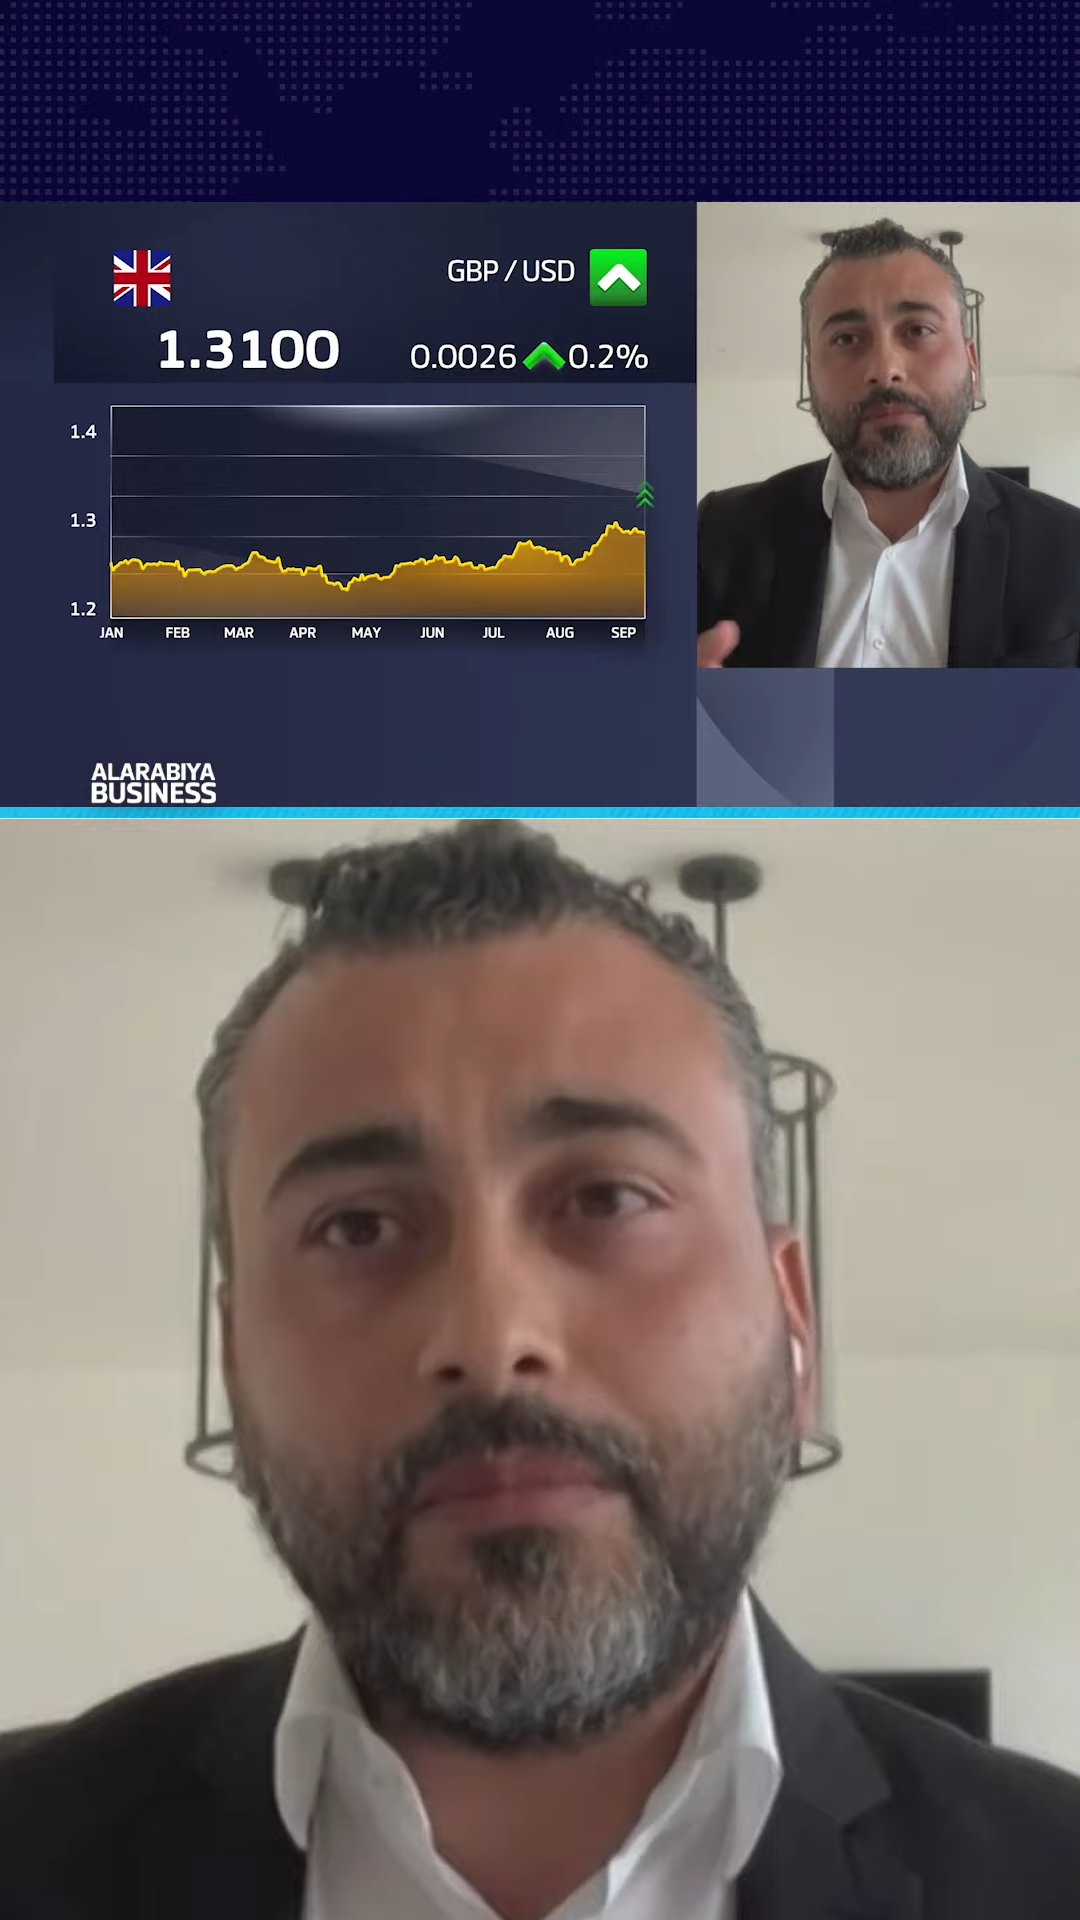 GBP / USD
1.3100
0.0026 0.2%
1.4
1.3
1.2
JAN FEB MAR APR MAY JUN JUL AUG SEP
ALARABIYA
BUSINESS